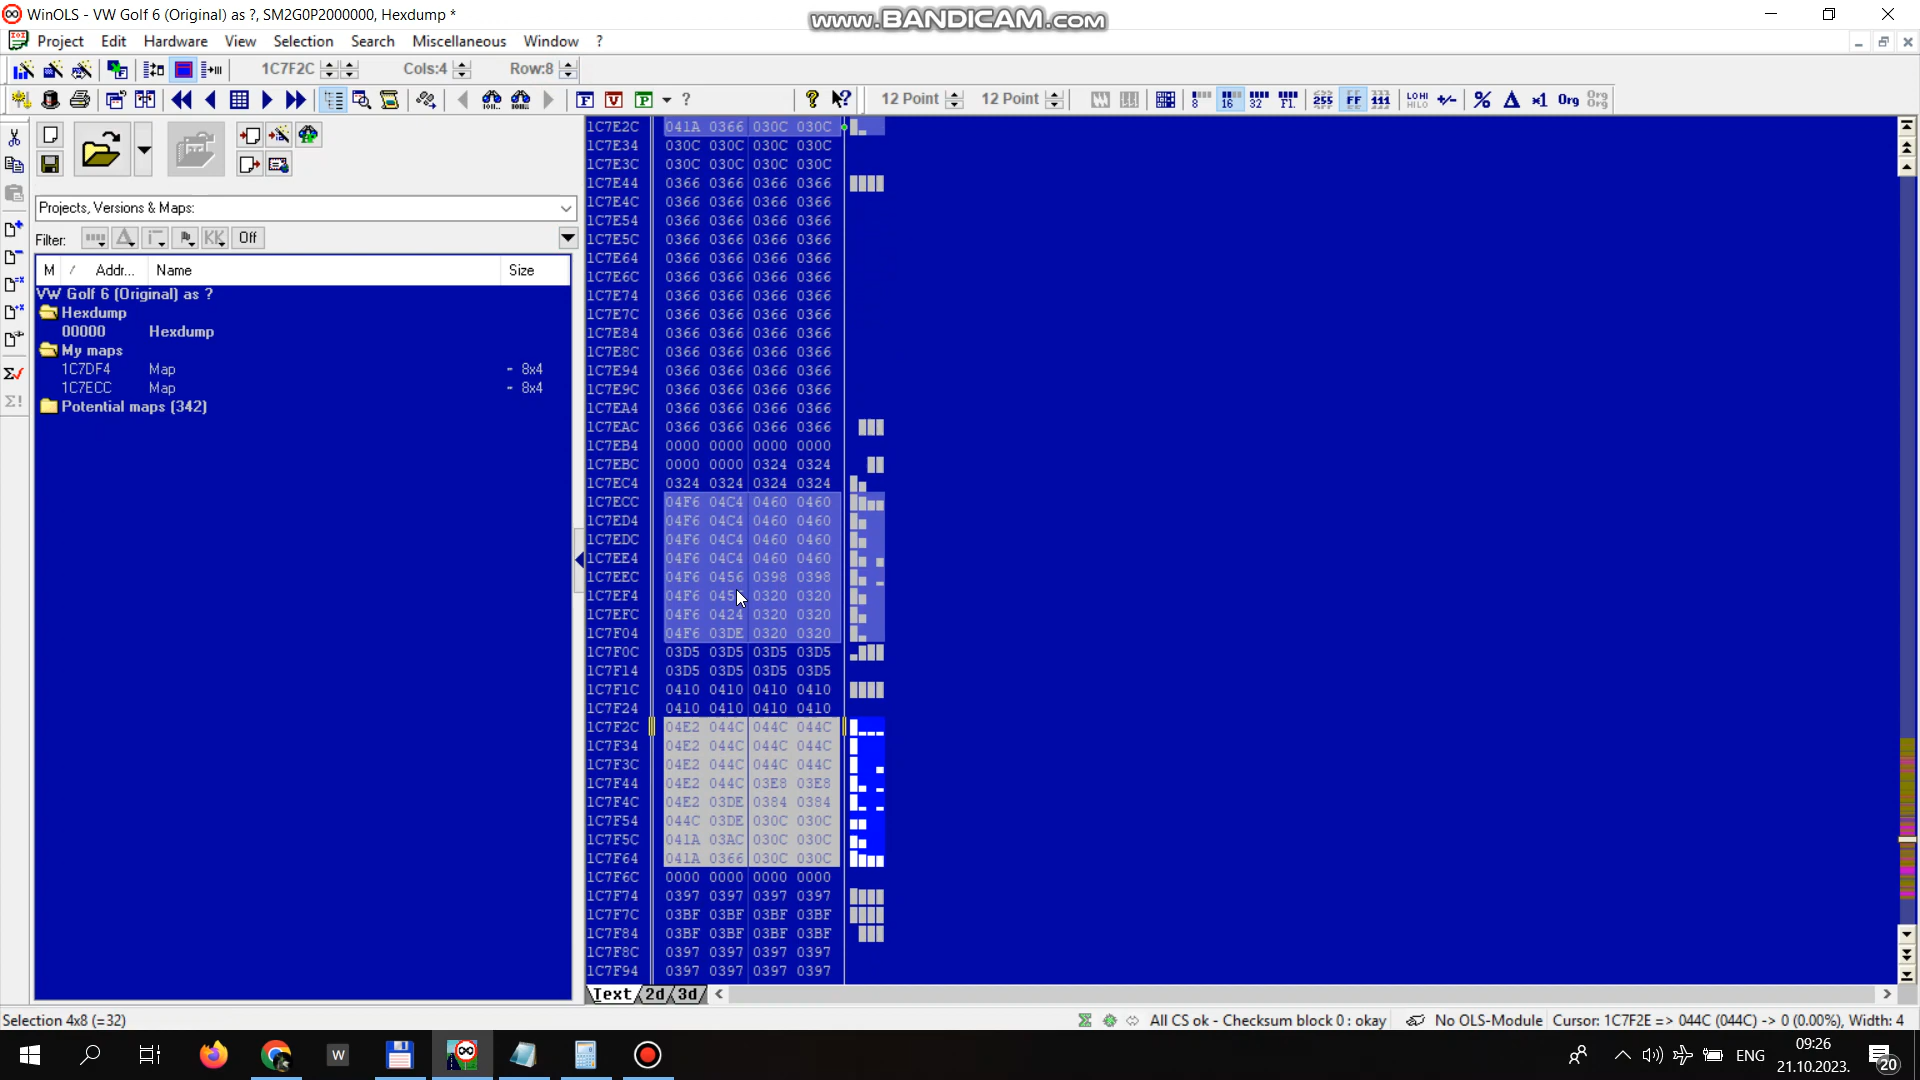 WinOLS - VW Golf 6 (Original) as ?, SM2G0P2000000, Hexdump *
www.BANDICAM.com
Project Edit Hardware View Selection Search Miscellaneous Window ?
1C7F2C Cols:4 Row:8
F V P ? 12 Point 12 Point 8 16 32 Fl. 255 FF 111 LOHI HILO +/- % Δ ×1 Org Org Org
Projects, Versions & Maps:
Filter: KK Off
M / Addr... Name Size
VW Golf 6 (Original) as ?
Hexdump
00000 Hexdump
My maps
1C7DF4 Map - 8x4
1C7ECC Map - 8x4
Potential maps (342)
1C7E2C 041A 0366 030C 030C
1C7E34 030C 030C 030C 030C
1C7E3C 030C 030C 030C 030C
1C7E44 0366 0366 0366 0366
1C7E4C 0366 0366 0366 0366
1C7E54 0366 0366 0366 0366
1C7E5C 0366 0366 0366 0366
1C7E64 0366 0366 0366 0366
1C7E6C 0366 0366 0366 0366
1C7E74 0366 0366 0366 0366
1C7E7C 0366 0366 0366 0366
1C7E84 0366 0366 0366 0366
1C7E8C 0366 0366 0366 0366
1C7E94 0366 0366 0366 0366
1C7E9C 0366 0366 0366 0366
1C7EA4 0366 0366 0366 0366
1C7EAC 0366 0366 0366 0366
1C7EB4 0000 0000 0000 0000
1C7EBC 0000 0000 0324 0324
1C7EC4 0324 0324 0324 0324
1C7ECC 04F6 04C4 0460 0460
1C7ED4 04F6 04C4 0460 0460
1C7EDC 04F6 04C4 0460 0460
1C7EE4 04F6 04C4 0460 0460
1C7EEC 04F6 0456 0398 0398
1C7EF4 04F6 045 0320 0320
1C7EFC 04F6 0424 0320 0320
1C7F04 04F6 03DE 0320 0320
1C7F0C 03D5 03D5 03D5 03D5
1C7F14 03D5 03D5 03D5 03D5
1C7F1C 0410 0410 0410 0410
1C7F24 0410 0410 0410 0410
1C7F2C 04E2 044C 044C 044C
1C7F34 04E2 044C 044C 044C
1C7F3C 04E2 044C 044C 044C
1C7F44 04E2 044C 03E8 03E8
1C7F4C 04E2 03DE 0384 0384
1C7F54 044C 03DE 030C 030C
1C7F5C 041A 03AC 030C 030C
1C7F64 041A 0366 030C 030C
1C7F6C 0000 0000 0000 0000
1C7F74 0397 0397 0397 0397
1C7F7C 03BF 03BF 03BF 03BF
1C7F84 03BF 03BF 03BF 03BF
1C7F8C 0397 0397 0397 0397
1C7F94 0397 0397 0397 0397
Text 2d 3d
Selection 4x8 (=32) All CS ok - Checksum block 0 : okay No OLS-Module Cursor: 1C7F2E => 044C (044C) -> 0 (0.00%), Width: 4
W ENG 09:26
21.10.2023. 20